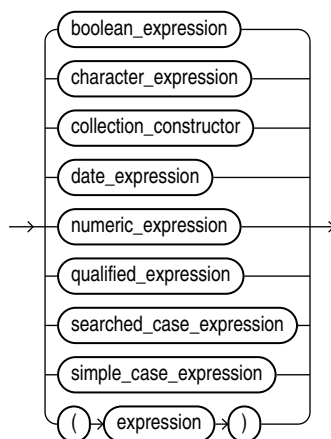 boolean_expression
character_expression
collection_constructor
date_expression
numeric_expression
qualified_expression
searched_case_expression
simple_case_expression
( expression )